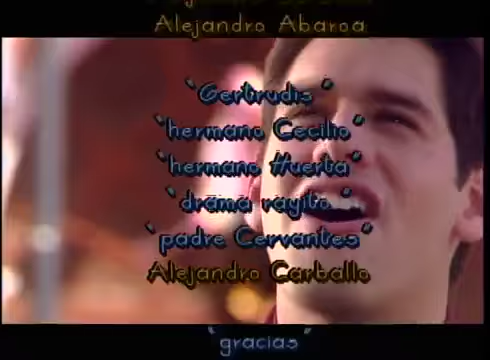 Alejandro Abaroa
"Gertrudis"
"hermano Cecilio"
"hermano Huerta"
"drama rayito"
"padre Cervantes"
Alejandro Carballo
"gracias"